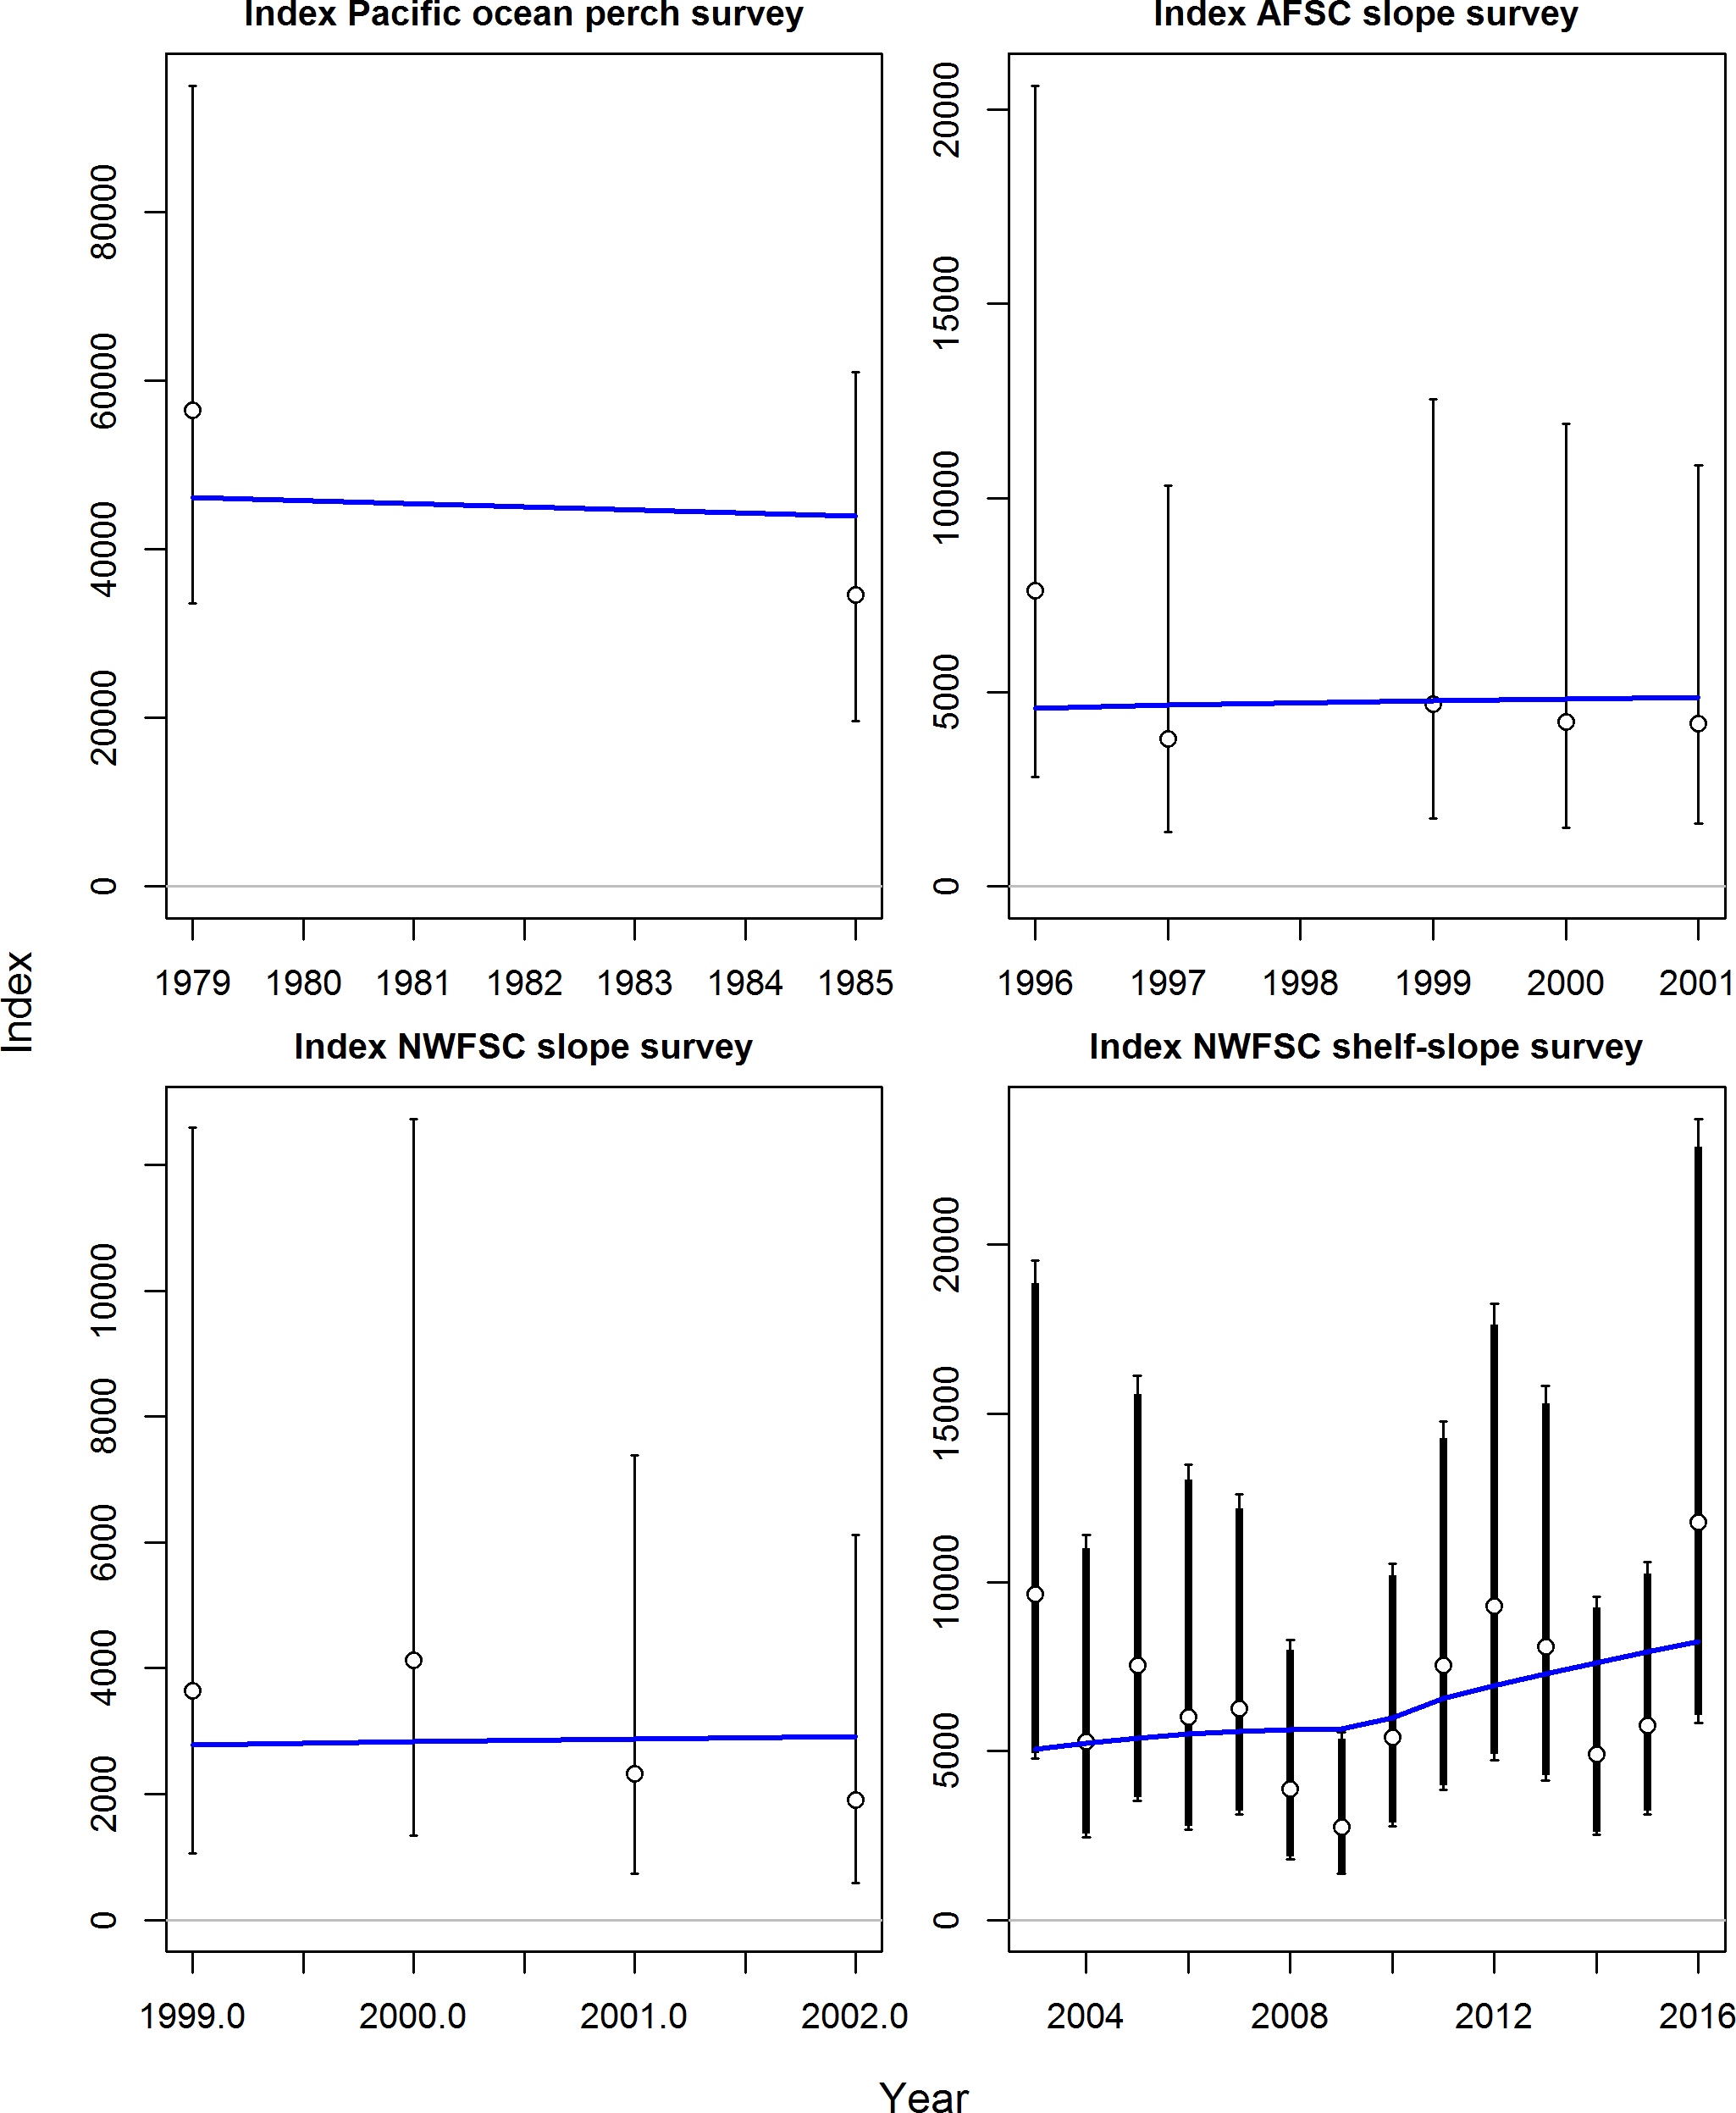 Index Pacific ocean perch survey
0 20000 40000 60000 80000
1979 1980 1981 1982 1983 1984 1985
Index AFSC slope survey
0 5000 10000 15000 20000
1996 1997 1998 1999 2000 2001
Index NWFSC slope survey
0 2000 4000 6000 8000 10000
1999.0 2000.0 2001.0 2002.0
Index NWFSC shelf-slope survey
0 5000 10000 15000 20000
2004 2008 2012 2016
Index
Year